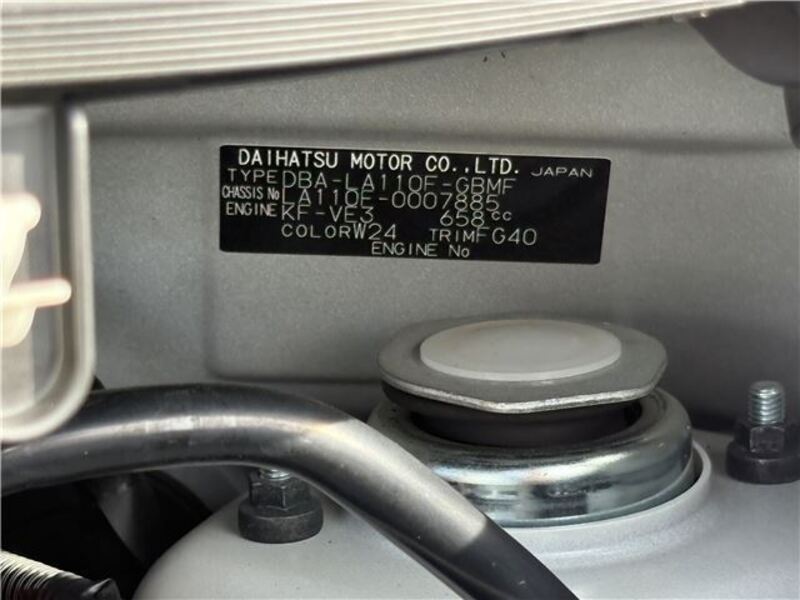 DAIHATSU MOTOR CO.,LTD. JAPAN
TYPE DBA-LA110F-GBMF
CHASSIS No LA110F-0007885
ENGINE KF-VE3 658cc
COLOR W24 TRIM FG40
ENGINE No